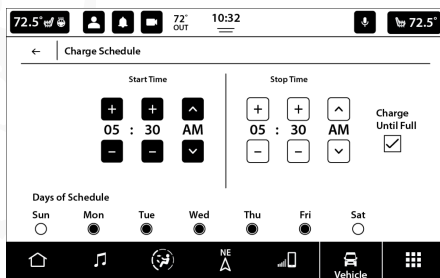 72.5°
72°
OUT
10:32
72.5°
Charge Schedule
Start Time
Stop Time
05 : 30 AM
05 : 30 AM
Charge
Until Full
Days of Schedule
Sun Mon Tue Wed Thu Fri Sat
NE
Vehicle